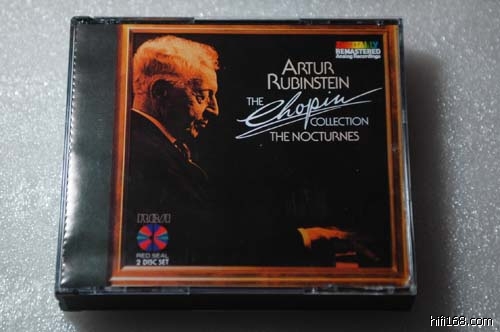 DIGITALLY
REMASTERED
Analog Recordings
ARTUR
RUBINSTEIN
THE
Chopin
COLLECTION
THE NOCTURNES
RCA
RED SEAL
2 DISC SET
hifi168.com